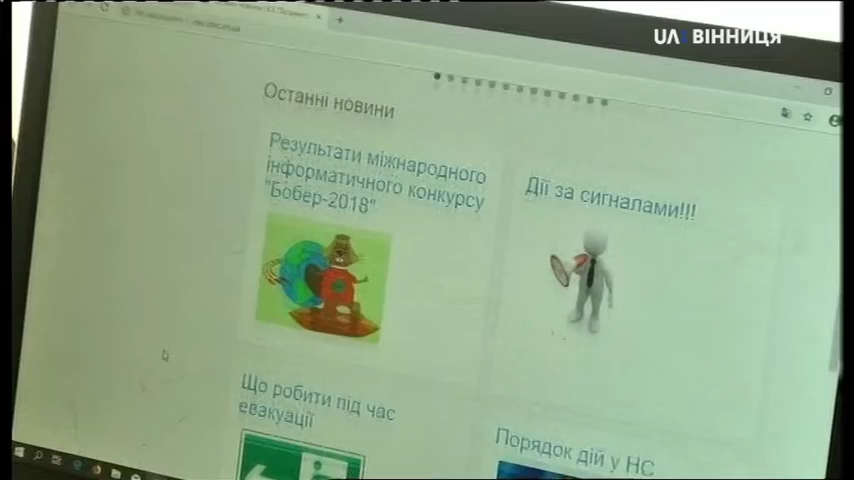 UA:ВІННИЦЯ
Останні новини
Результати міжнародного
інформатичного конкурсу
"Бобер-2018"
Дії за сигналами!!!
Що робити під час
евакуації
Порядок дій у НС